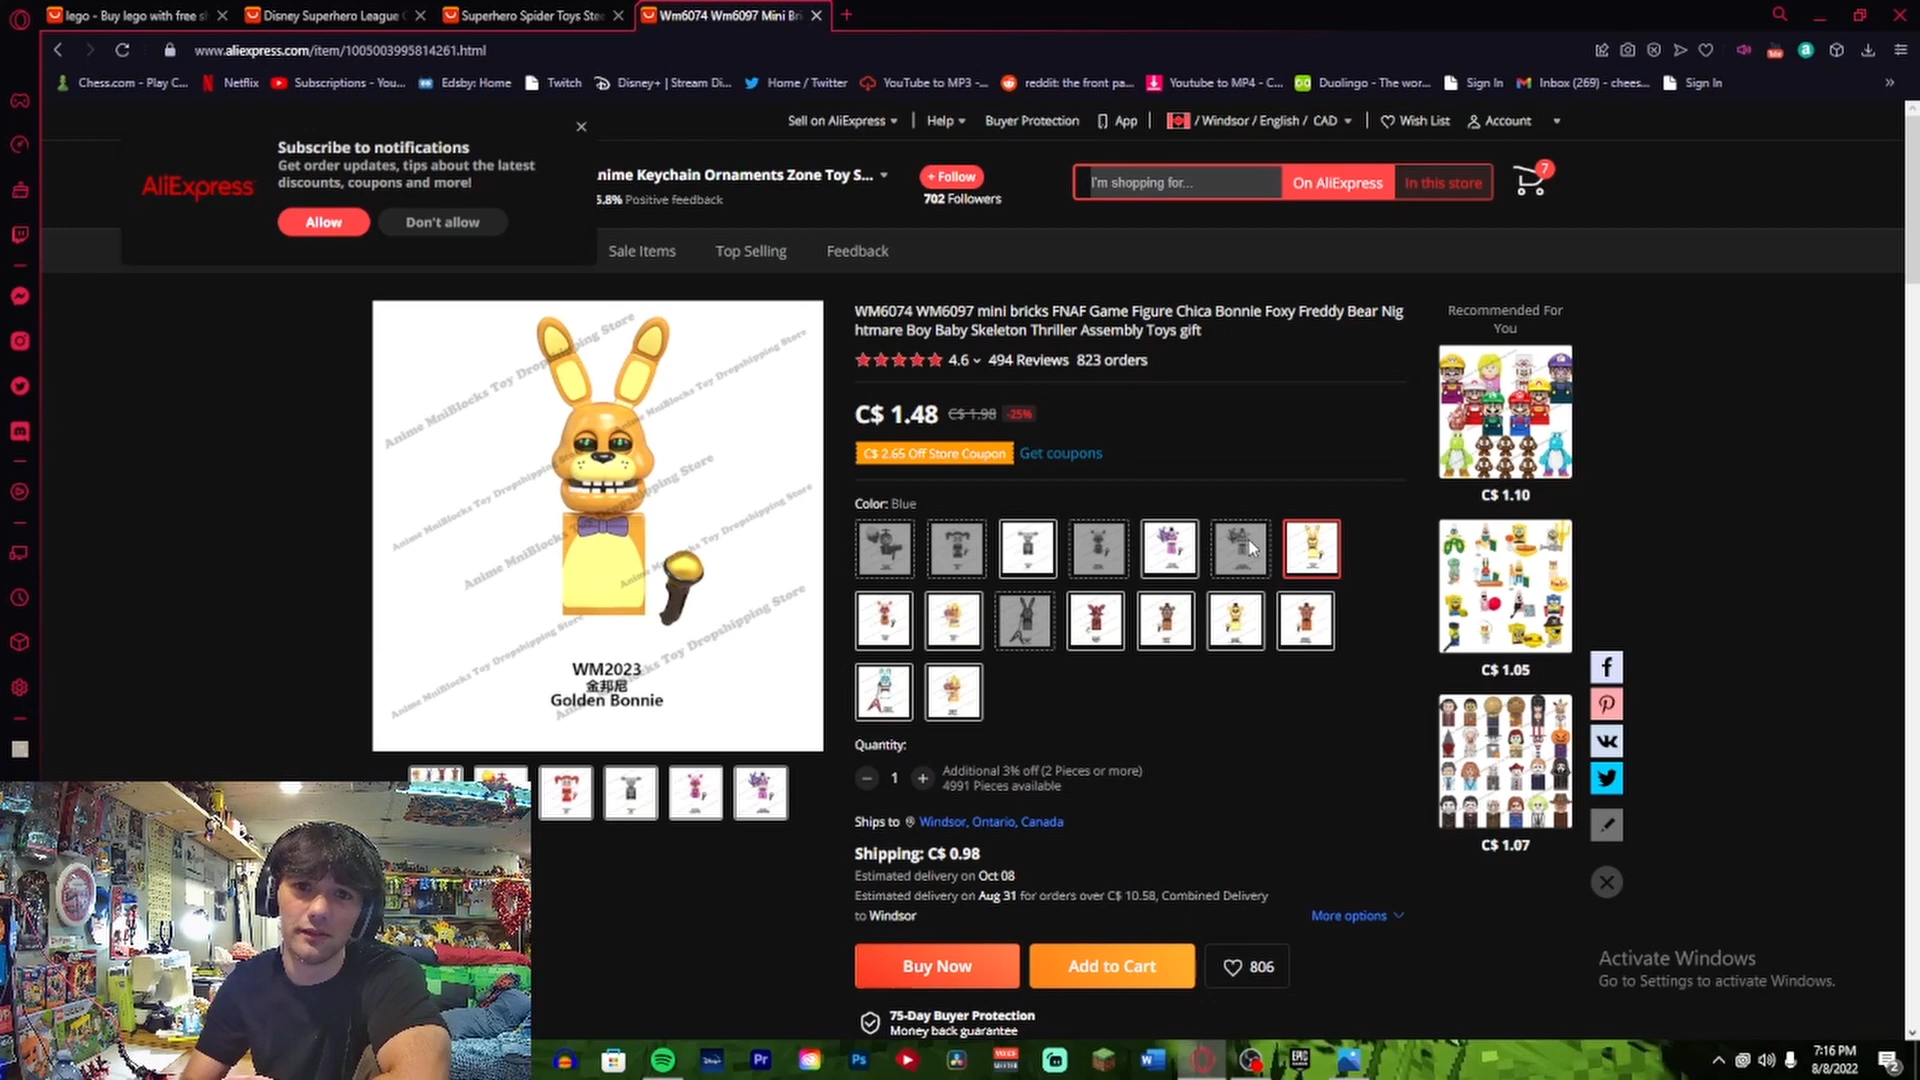 lego - Buy lego with free s
Disney Superhero League
Superhero Spider Toys Stee
Wm6074 Wm6097 Mini Bri
www.aliexpress.com/item/1005003995814261.html
Chess.com - Play C...
Netflix
Subscriptions - You...
Edsby: Home
Twitch
Disney+ | Stream Di...
Home / Twitter
YouTube to MP3 -...
reddit: the front pa...
Youtube to MP4 - C...
Duolingo - The wor...
Sign In
Inbox (269) - chees...
Sign In
Sell on AliExpress
Help
Buyer Protection
App
/ Windsor / English / CAD
Wish List
Account
Subscribe to notifications
Get order updates, tips about the latest
discounts, coupons and more!
AliExpress
Allow
Don't allow
nime Keychain Ornaments Zone Toy S...
5.8% Positive feedback
+ Follow
702 Followers
I'm shopping for...
On AliExpress
In this store
7
Sale Items
Top Selling
Feedback
WM6074 WM6097 mini bricks FNAF Game Figure Chica Bonnie Foxy Freddy Bear Nig
htmare Boy Baby Skeleton Thriller Assembly Toys gift
4.6
494 Reviews
823 orders
C$ 1.48
C$ 1.98
-25%
C$ 2.65 Off Store Coupon
Get coupons
Color: Blue
Anime MniBlocks Toy Dropshipping Store
WM2023
金邦尼
Golden Bonnie
Quantity:
1
Additional 3% off (2 Pieces or more)
4991 Pieces available
Ships to
Windsor, Ontario, Canada
Shipping: C$ 0.98
Estimated delivery on Oct 08
Estimated delivery on Aug 31 for orders over C$ 10.58, Combined Delivery
to Windsor
More options
Buy Now
Add to Cart
806
75-Day Buyer Protection
Money back guarantee
Recommended For
You
C$ 1.10
C$ 1.05
C$ 1.07
Activate Windows
Go to Settings to activate Windows.
Pr
Ps
W
7:16 PM
8/8/2022
2